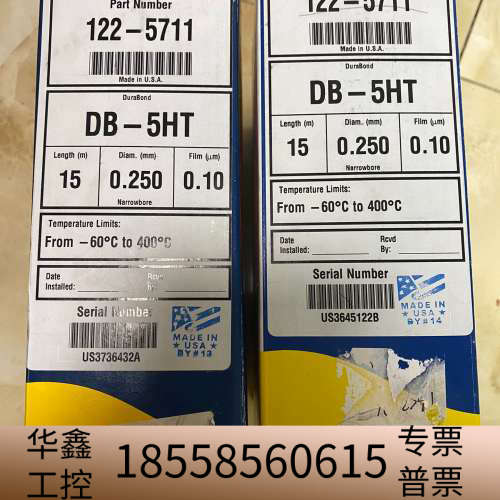 Part Number
122-5711
Made in U.S.A.
DuraBond
DB-5HT
Length (m) Diam. (mm) Film (µm)
15 0.250 0.10
Narrowbore
Temperature Limits:
From -60°C to 400°C
Date Installed: Rcvd By:
Serial Number
US3736432A
MADE IN
USA
BY#13
122-5711
Made in U.S.A.
DuraBond
DB-5HT
Length (m) Diam. (mm) Film (µm)
15 0.250 0.10
Narrowbore
Temperature Limits:
From -60°C to 400°C
Date Installed: Rcvd By:
Serial Number
US3645122B
MADE IN
USA
BY#14
华鑫工控 18558560615 专票普票